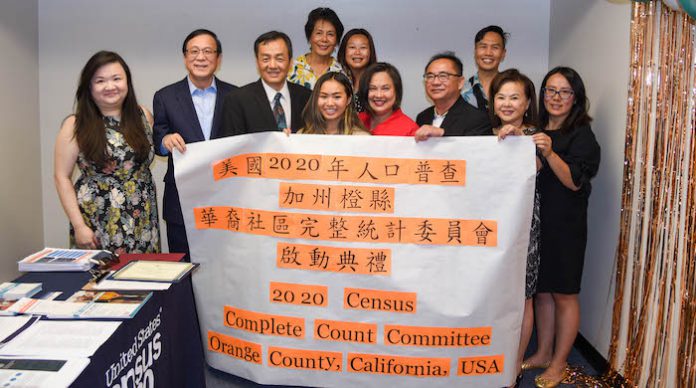 美國2020年人口普查
加州橙縣
華裔社區完整統計委員會
啟動典禮
2020 Census
Complete Count Committee
Orange County, California, USA
United States®
Census